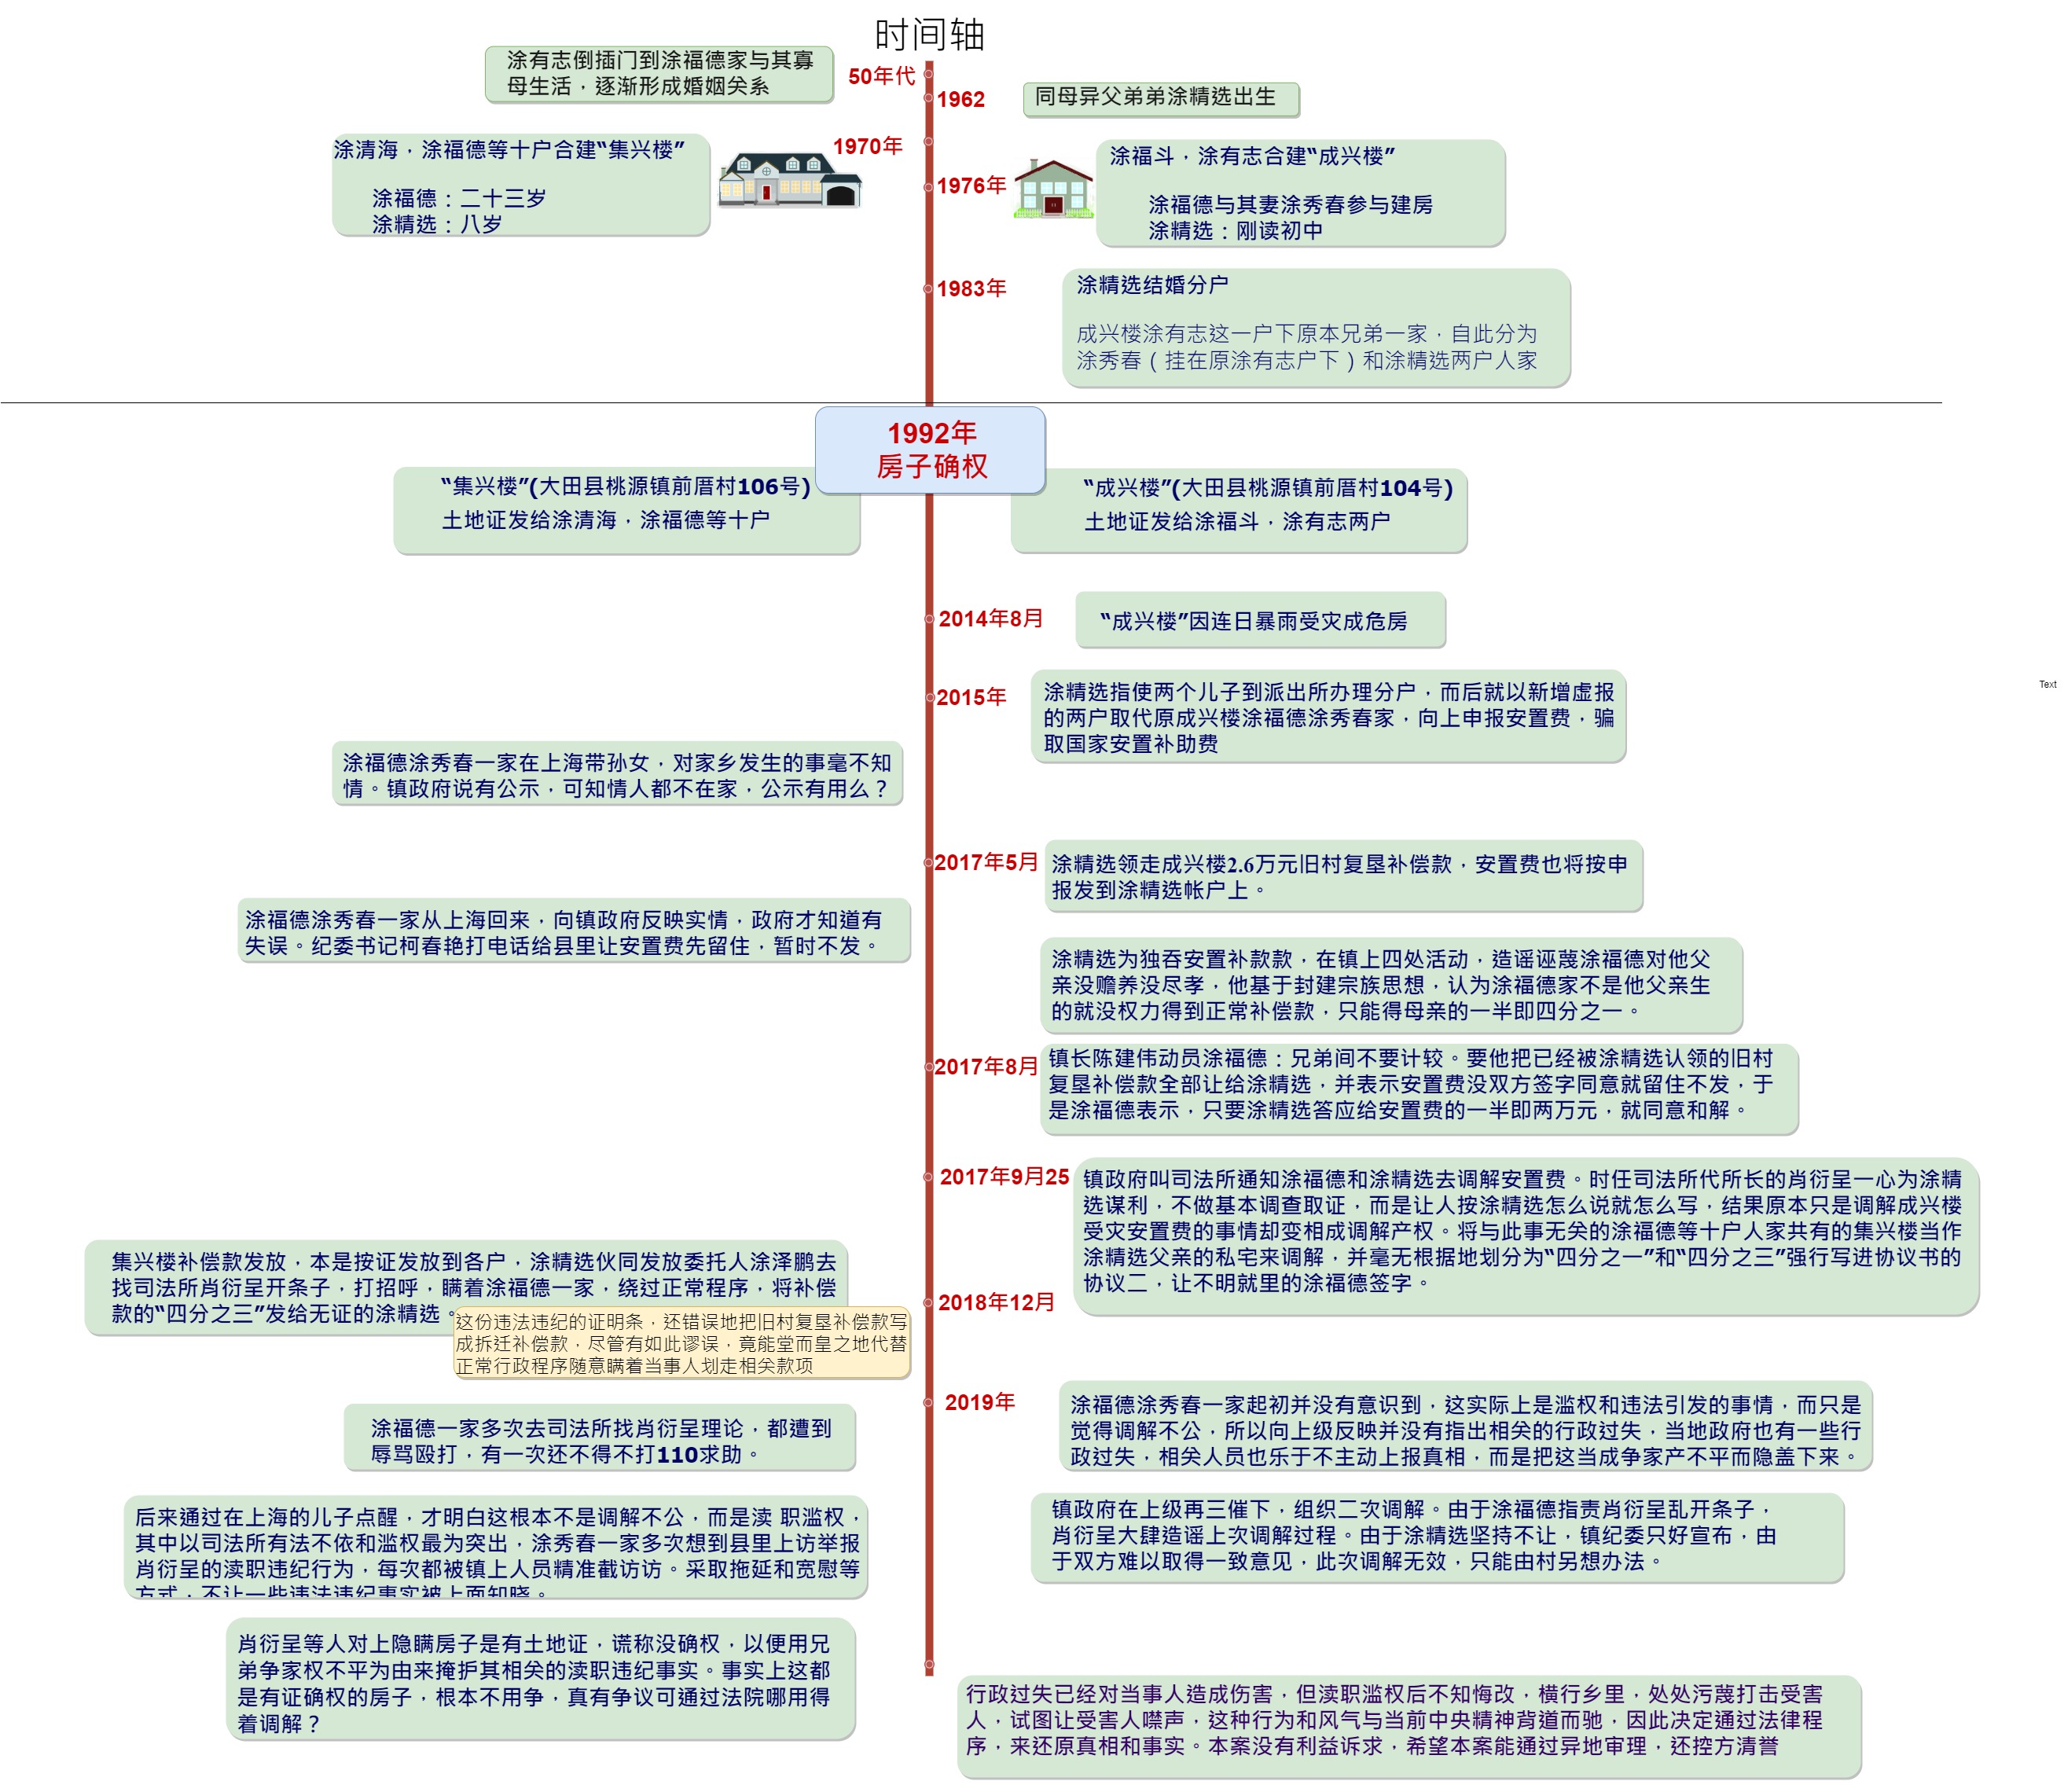 时间轴
涂有志倒插门到涂福德家与其寡
母生活，逐渐形成婚姻关系
50年代
1962
同母异父弟弟涂精选出生
1970年
涂清海，涂福德等十户合建“集兴楼”
涂福德：二十三岁
涂精选：八岁
1976年
涂福斗，涂有志合建“成兴楼”
涂福德与其妻涂秀春参与建房
涂精选：刚读初中
1983年
涂精选结婚分户
成兴楼涂有志这一户下原本兄弟一家，自此分为
涂秀春（挂在原涂有志户下）和涂精选两户人家
1992年
房子确权
“集兴楼”(大田县桃源镇前厝村106号)
土地证发给涂清海，涂福德等十户
“成兴楼”(大田县桃源镇前厝村104号)
土地证发给涂福斗，涂有志两户
2014年8月
“成兴楼”因连日暴雨受灾成危房
Text
2015年
涂精选指使两个儿子到派出所办理分户，而后就以新增虚报
的两户取代原成兴楼涂福德涂秀春家，向上申报安置费，骗
取国家安置补助费
涂福德涂秀春一家在上海带孙女，对家乡发生的事毫不知
情。镇政府说有公示，可知情人都不在家，公示有用么？
2017年5月
涂精选领走成兴楼2.6万元旧村复垦补偿款，安置费也将按申
报发到涂精选帐户上。
涂福德涂秀春一家从上海回来，向镇政府反映实情，政府才知道有
失误。纪委书记柯春艳打电话给县里让安置费先留住，暂时不发。
涂精选为独吞安置补款款，在镇上四处活动，造谣诬蔑涂福德对他父
亲没赡养没尽孝，他基于封建宗族思想，认为涂福德家不是他父亲生
的就没权力得到正常补偿款，只能得母亲的一半即四分之一。
2017年8月
镇长陈建伟动员涂福德：兄弟间不要计较。要他把已经被涂精选认领的旧村
复垦补偿款全部让给涂精选，并表示安置费没双方签字同意就留住不发，于
是涂福德表示，只要涂精选答应给安置费的一半即两万元，就同意和解。
2017年9月25
镇政府叫司法所通知涂福德和涂精选去调解安置费。时任司法所代所长的肖衍呈一心为涂精
选谋利，不做基本调查取证，而是让人按涂精选怎么说就怎么写，结果原本只是调解成兴楼
受灾安置费的事情却变相成调解产权。将与此事无关的涂福德等十户人家共有的集兴楼当作
涂精选父亲的私宅来调解，并毫无根据地划分为“四分之一”和“四分之三”强行写进协议书的
协议二，让不明就里的涂福德签字。
集兴楼补偿款发放，本是按证发放到各户，涂精选伙同发放委托人涂泽鹏去
找司法所肖衍呈开条子，打招呼，瞒着涂福德一家，绕过正常程序，将补偿
款的“四分之三”发给无证的涂精选。
2018年12月
这份违法违纪的证明条，还错误地把旧村复垦补偿款写
成拆迁补偿款，尽管有如此谬误，竟能堂而皇之地代替
正常行政程序随意瞒着当事人划走相关款项
2019年
涂福德涂秀春一家起初并没有意识到，这实际上是滥权和违法引发的事情，而只是
觉得调解不公，所以向上级反映并没有指出相关的行政过失，当地政府也有一些行
政过失，相关人员也乐于不主动上报真相，而是把这当成争家产不平而隐盖下来。
涂福德一家多次去司法所找肖衍呈理论，都遭到
辱骂殴打，有一次还不得不打110求助。
镇政府在上级再三催下，组织二次调解。由于涂福德指责肖衍呈乱开条子，
肖衍呈大肆造谣上次调解过程。由于涂精选坚持不让，镇纪委只好宣布，由
于双方难以取得一致意见，此次调解无效，只能由村另想办法。
后来通过在上海的儿子点醒，才明白这根本不是调解不公，而是渎 职滥权，
其中以司法所有法不依和滥权最为突出，涂秀春一家多次想到县里上访举报
肖衍呈的渎职违纪行为，每次都被镇上人员精准截访访。采取拖延和宽慰等
方式，不让一些违法违纪事实被上面知晓。
肖衍呈等人对上隐瞒房子是有土地证，谎称没确权，以便用兄
弟争家权不平为由来掩护其相关的渎职违纪事实。事实上这都
是有证确权的房子，根本不用争，真有争议可通过法院哪用得
着调解？
行政过失已经对当事人造成伤害，但渎职滥权后不知悔改，横行乡里，处处污蔑打击受害
人，试图让受害人噤声，这种行为和风气与当前中央精神背道而驰，因此决定通过法律程
序，来还原真相和事实。本案没有利益诉求，希望本案能通过异地审理，还控方清誉